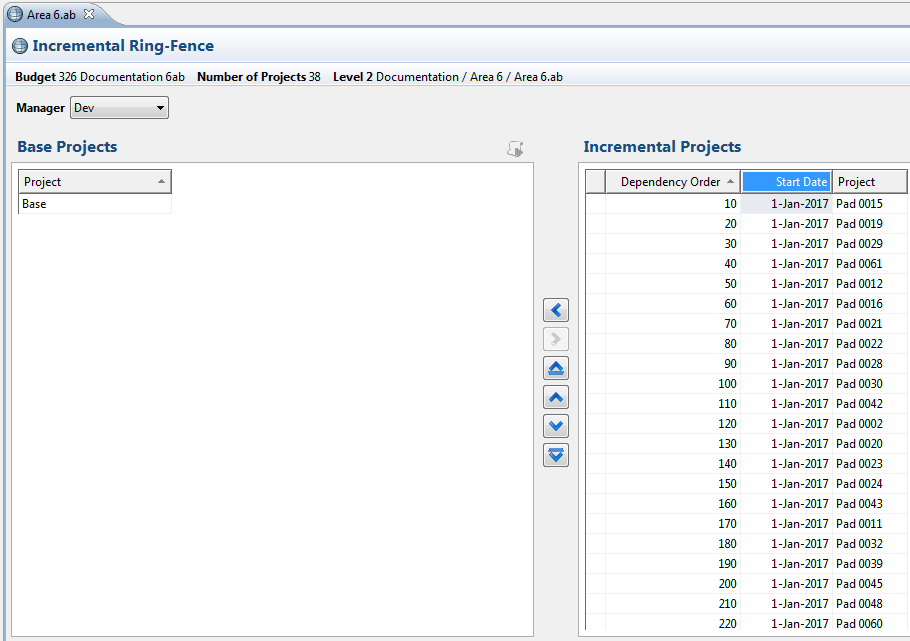 Area 6.ab
Incremental Ring-Fence
Budget 326 Documentation 6ab Number of Projects 38 Level 2 Documentation / Area 6 / Area 6.ab
Manager Dev
Base Projects
Project
Base
Incremental Projects
Dependency Order Start Date Project
10 1-Jan-2017 Pad 0015
20 1-Jan-2017 Pad 0019
30 1-Jan-2017 Pad 0029
40 1-Jan-2017 Pad 0061
50 1-Jan-2017 Pad 0012
60 1-Jan-2017 Pad 0016
70 1-Jan-2017 Pad 0021
80 1-Jan-2017 Pad 0022
90 1-Jan-2017 Pad 0028
100 1-Jan-2017 Pad 0030
110 1-Jan-2017 Pad 0042
120 1-Jan-2017 Pad 0002
130 1-Jan-2017 Pad 0020
140 1-Jan-2017 Pad 0023
150 1-Jan-2017 Pad 0024
160 1-Jan-2017 Pad 0043
170 1-Jan-2017 Pad 0011
180 1-Jan-2017 Pad 0032
190 1-Jan-2017 Pad 0039
200 1-Jan-2017 Pad 0045
210 1-Jan-2017 Pad 0048
220 1-Jan-2017 Pad 0060